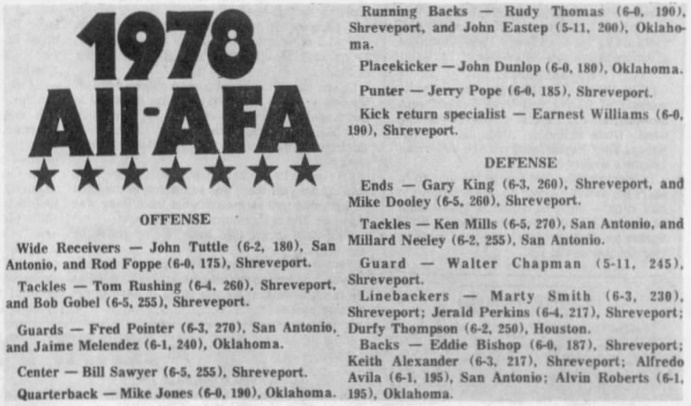 1978
All-AFA
OFFENSE
Wide Receivers — John Tuttle (6-2, 180), San
Antonio, and Rod Foppe (6-0, 175), Shreveport.
Tackles — Tom Rushing (6-4, 260), Shreveport,
and Bob Gobel (6-5, 255), Shreveport.
Guards — Fred Pointer (6-3, 270), San Antonio,
and Jaime Melendez (6-1, 240), Oklahoma.
Center — Bill Sawyer (6-5, 255), Shreveport.
Quarterback — Mike Jones (6-0, 190), Oklahoma.
Running Backs — Rudy Thomas (6-0, 190),
Shreveport, and John Eastep (5-11, 200), Oklaho-
ma.
Placekicker — John Dunlop (6-0, 180), Oklahoma.
Punter — Jerry Pope (6-0, 185), Shreveport.
Kick return specialist — Earnest Williams (6-0,
190), Shreveport.
DEFENSE
Ends — Gary King (6-3, 260), Shreveport, and
Mike Dooley (6-5, 260), Shreveport.
Tackles — Ken Mills (6-5, 270), San Antonio, and
Millard Neeley (6-2, 255), San Antonio.
Guard — Walter Chapman (5-11, 245),
Shreveport.
Linebackers — Marty Smith (6-3, 230),
Shreveport; Jerald Perkins (6-4, 217), Shreveport;
Durfy Thompson (6-2, 250), Houston.
Backs — Eddie Bishop (6-0, 187), Shreveport;
Keith Alexander (6-3, 217), Shreveport; Alfredo
Avila (6-1, 195), San Antonio; Alvin Roberts (6-1,
195), Oklahoma.